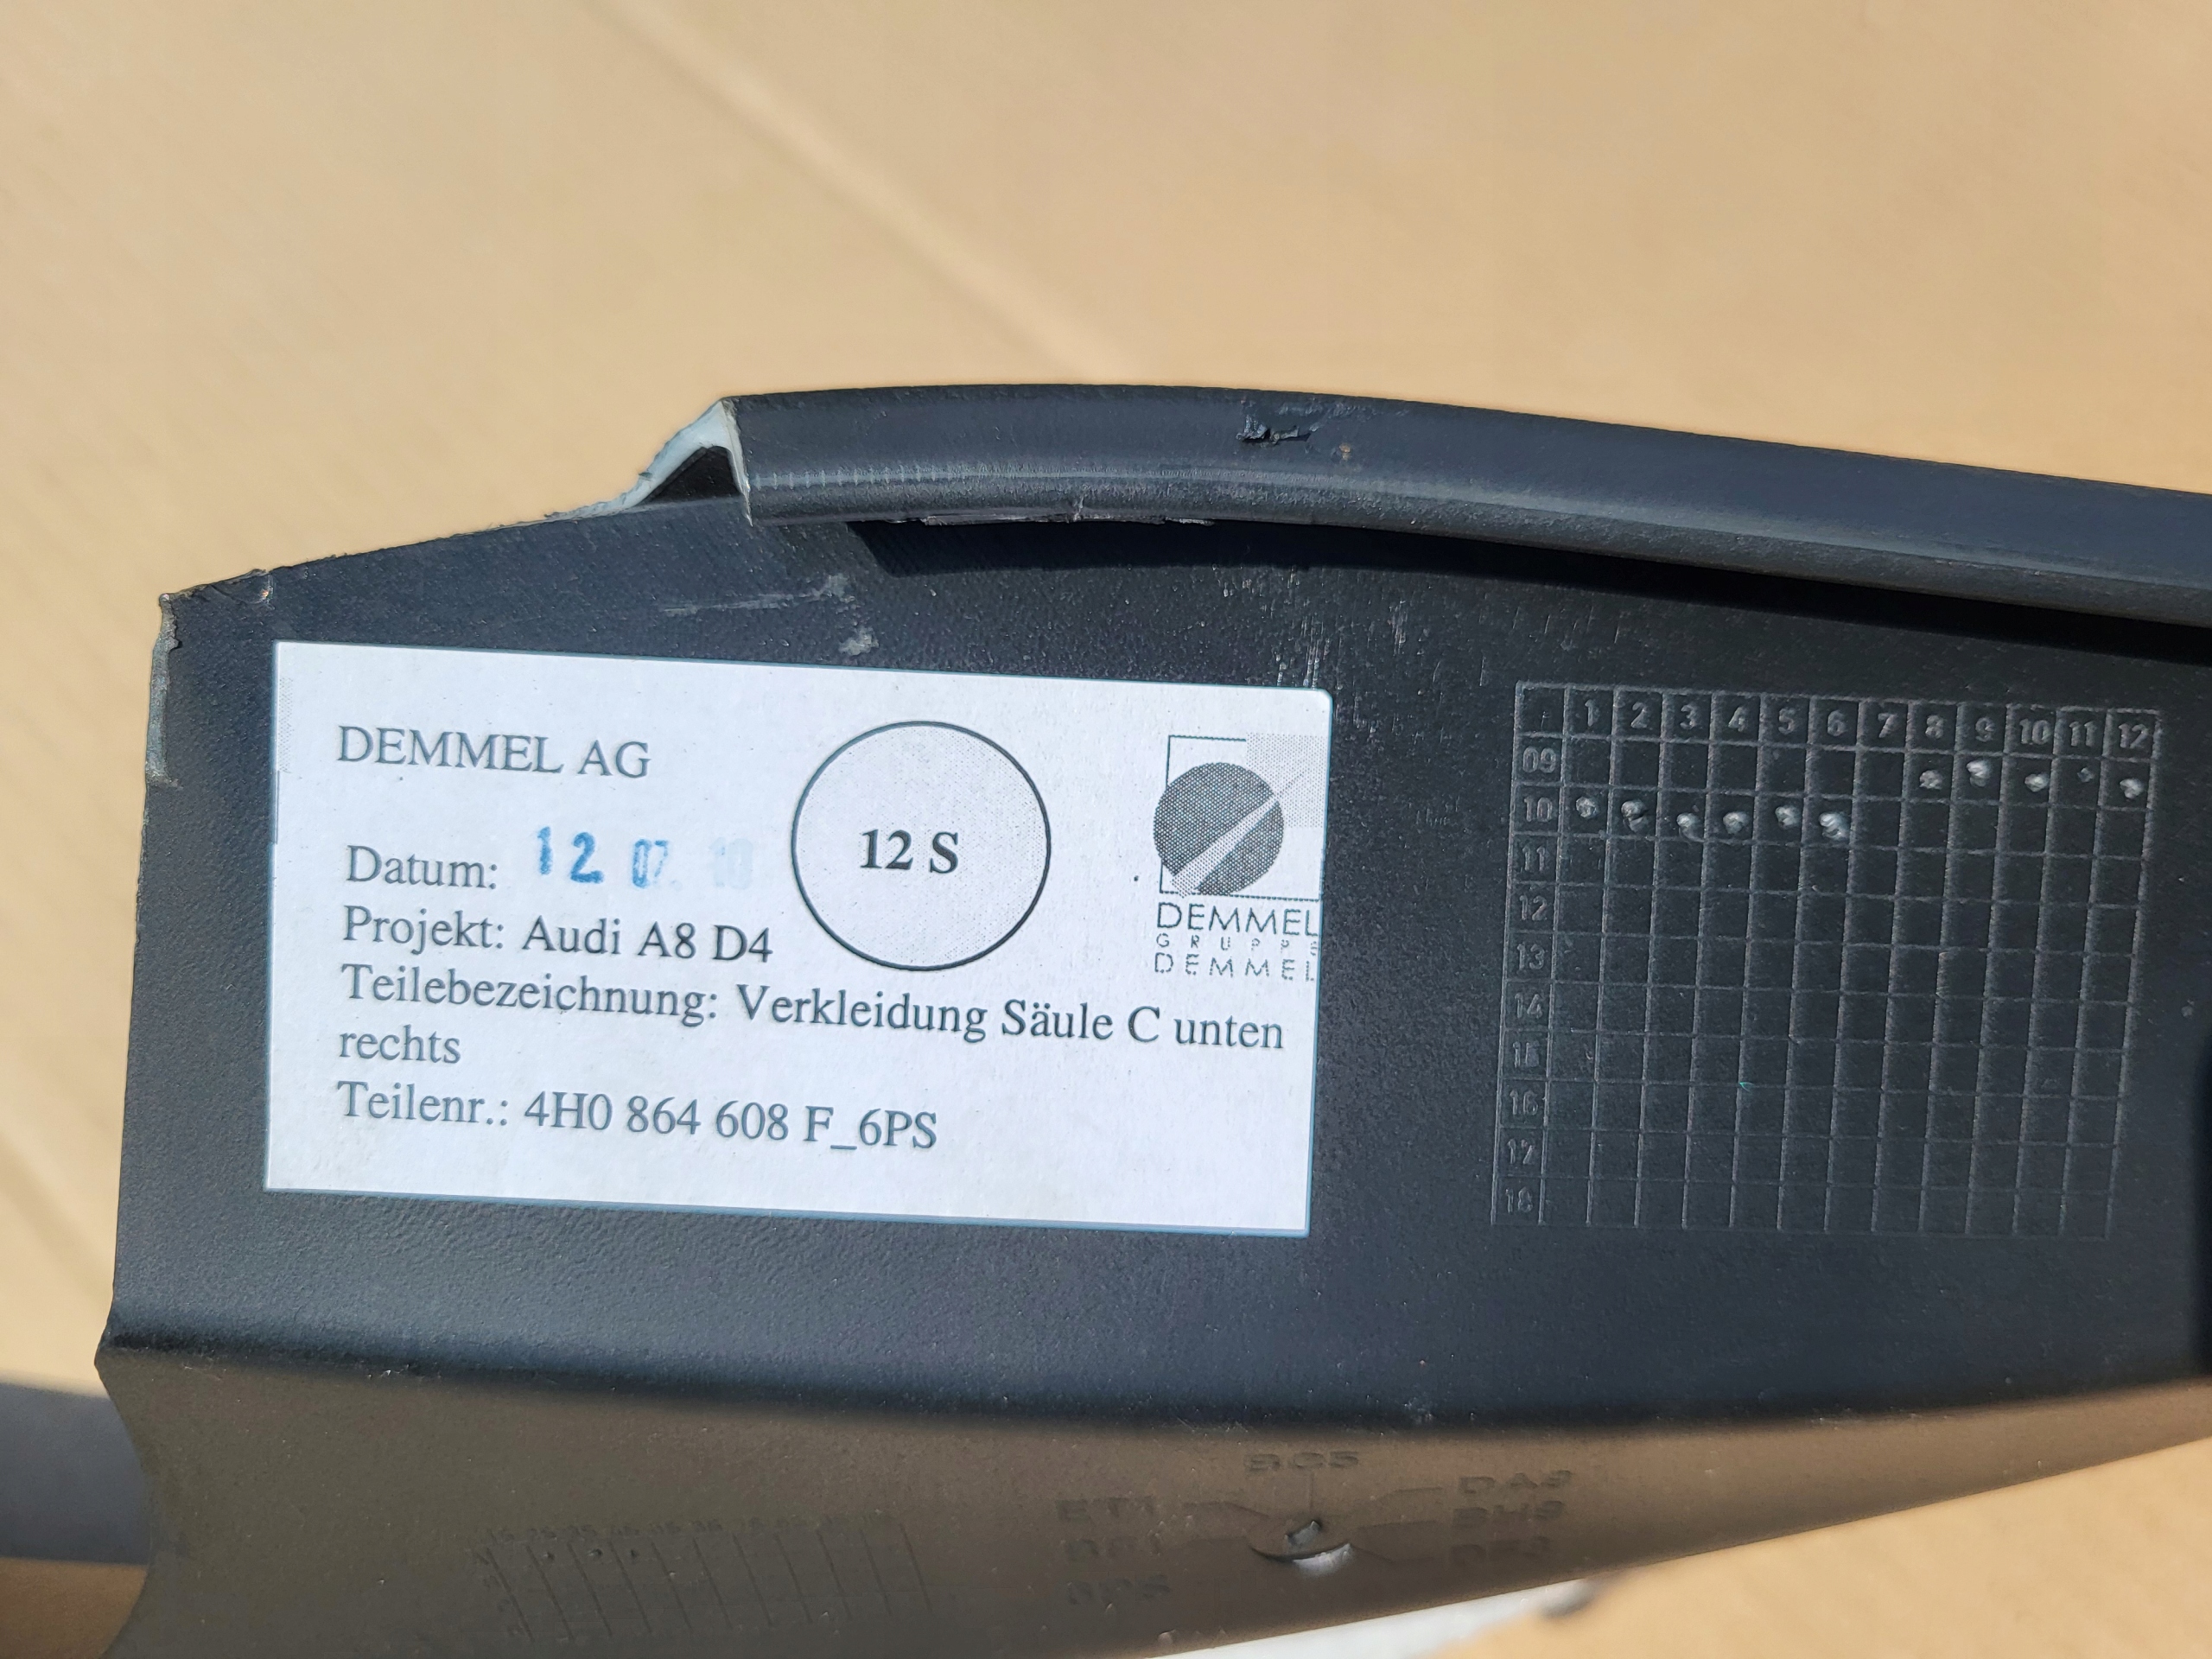 DEMMEL AG
12 S
Datum: 12. 07. 10
Projekt: Audi A8 D4
Teilebezeichnung: Verkleidung Säule C unten
rechts
Teilenr.: 4H0 864 608 F_6PS
DEMMEL
GRUPPE
DEMMEL
1 2 3 4 5 6 7 8 9 10 11 12
09
10
11
12
13
14
15
16
17
18
BC5